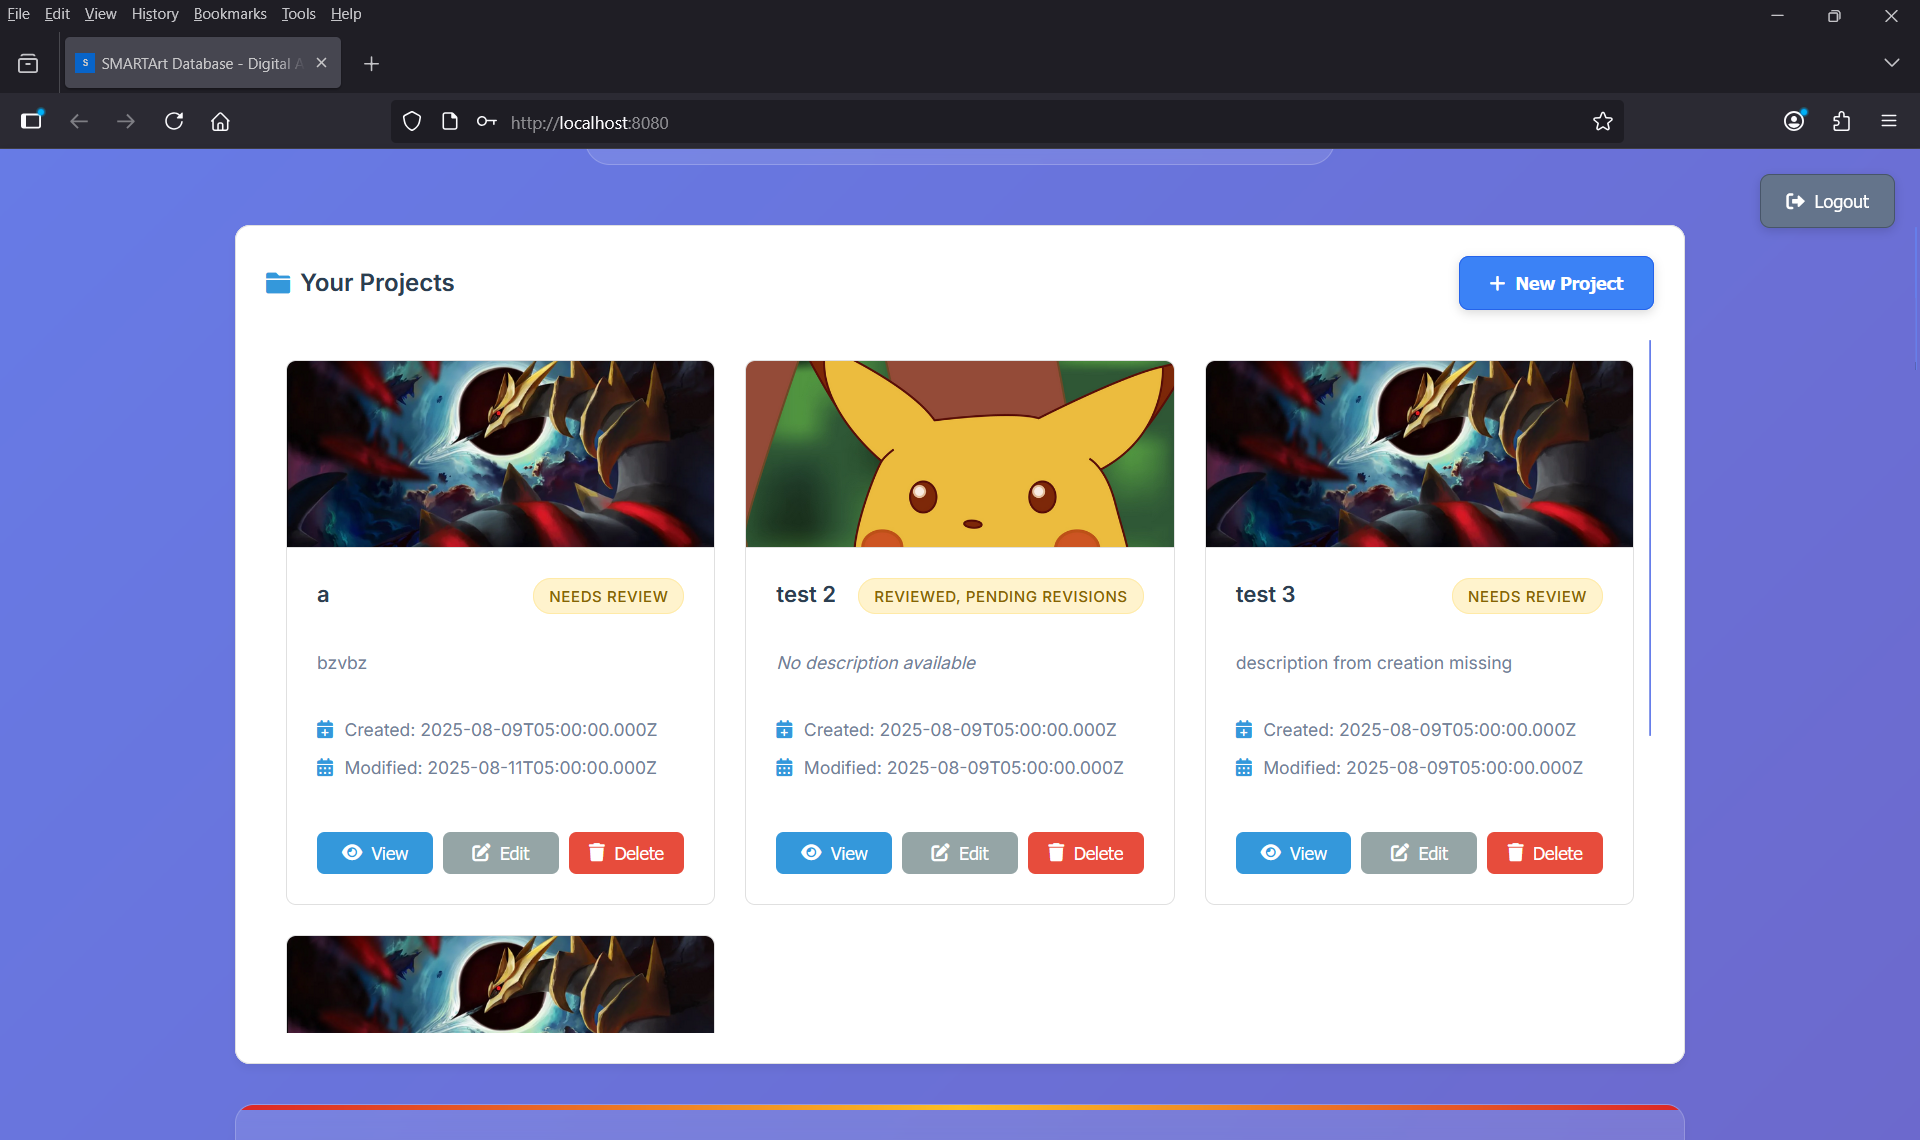 File Edit View History Bookmarks Tools Help
S SMARTArt Database - Digital A
http://localhost:8080
Logout
Your Projects
New Project
a
NEEDS REVIEW
bzvbz
Created: 2025-08-09T05:00:00.000Z
Modified: 2025-08-11T05:00:00.000Z
View
Edit
Delete
test 2
REVIEWED, PENDING REVISIONS
No description available
Created: 2025-08-09T05:00:00.000Z
Modified: 2025-08-09T05:00:00.000Z
View
Edit
Delete
test 3
NEEDS REVIEW
description from creation missing
Created: 2025-08-09T05:00:00.000Z
Modified: 2025-08-09T05:00:00.000Z
View
Edit
Delete